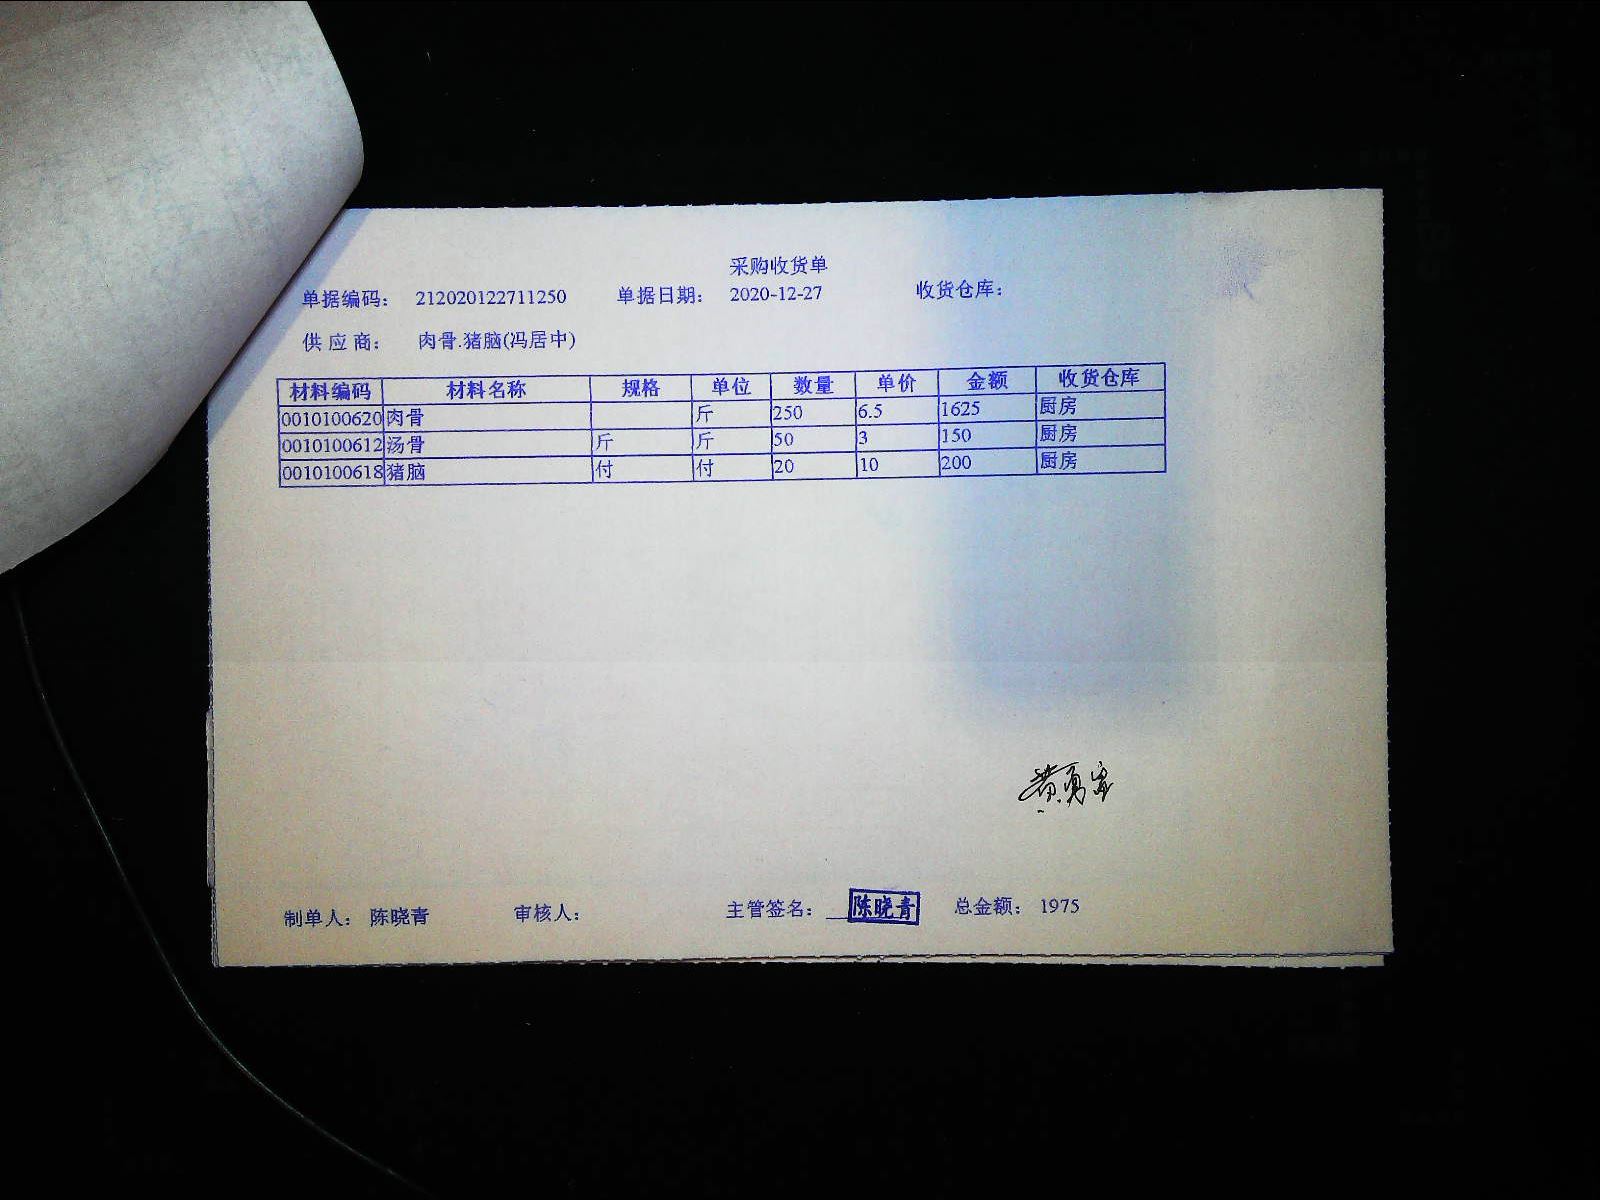 采购收货单
单据编码： 212020122711250 单据日期： 2020-12-27 收货仓库：
供 应 商： 肉骨.猪脑(冯居中)
材料编码 材料名称 规格 单位 数量 单价 金额 收货仓库
0010100620 肉骨 斤 250 6.5 1625 厨房
0010100612 汤骨 斤 斤 50 3 150 厨房
0010100618 猪脑 付 付 20 10 200 厨房
黄勇
制单人： 陈晓青 审核人： 主管签名： 陈晓青 总金额： 1975